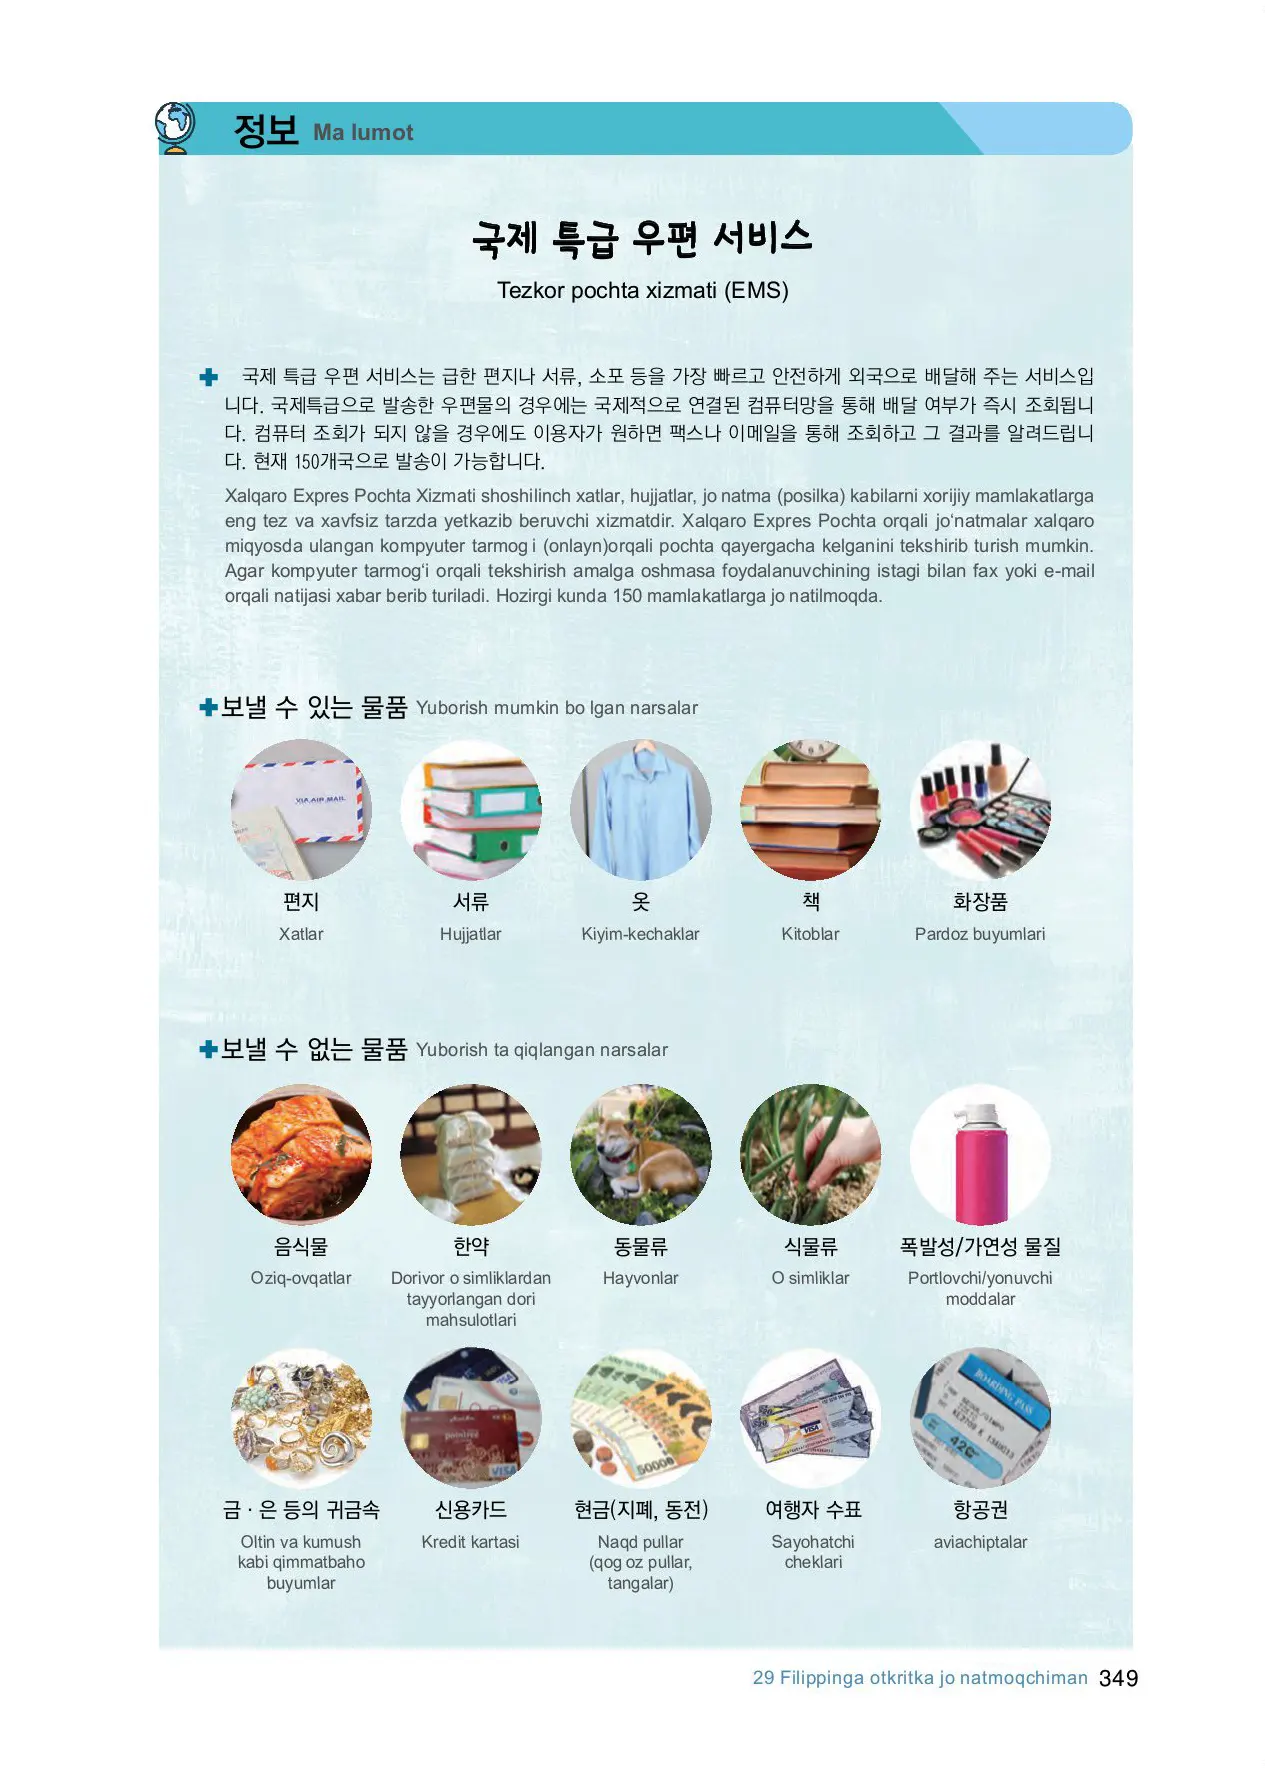 정보 Ma lumot
국제 특급 우편 서비스
Tezkor pochta xizmati (EMS)
국제 특급 우편 서비스는 급한 편지나 서류, 소포 등을 가장 빠르고 안전하게 외국으로 배달해 주는 서비스입
니다. 국제특급으로 발송한 우편물의 경우에는 국제적으로 연결된 컴퓨터망을 통해 배달 여부가 즉시 조회됩니
다. 컴퓨터 조회가 되지 않을 경우에도 이용자가 원하면 팩스나 이메일을 통해 조회하고 그 결과를 알려드립니
다. 현재 150개국으로 발송이 가능합니다.
Xalqaro Expres Pochta Xizmati shoshilinch xatlar, hujjatlar, jo natma (posilka) kabilarni xorijiy mamlakatlarga
eng tez va xavfsiz tarzda yetkazib beruvchi xizmatdir. Xalqaro Expres Pochta orqali jo‘natmalar xalqaro
miqyosda ulangan kompyuter tarmog i (onlayn)orqali pochta qayergacha kelganini tekshirib turish mumkin.
Agar kompyuter tarmog‘i orqali tekshirish amalga oshmasa foydalanuvchining istagi bilan fax yoki e-mail
orqali natijasi xabar berib turiladi. Hozirgi kunda 150 mamlakatlarga jo natilmoqda.
보낼 수 있는 물품 Yuborish mumkin bo lgan narsalar
VIA AIR MAIL
편지 서류 옷 책 화장품
Xatlar Hujjatlar Kiyim-kechaklar Kitoblar Pardoz buyumlari
보낼 수 없는 물품 Yuborish ta qiqlangan narsalar
음식물 한약 동물류 식물류 폭발성/가연성 물질
Oziq-ovqatlar Dorivor o simliklardan Hayvonlar O simliklar Portlovchi/yonuvchi
tayyorlangan dori moddalar
mahsulotlari
pointree
VISA
50000
VISA
BOARDING PASS
42C
금 · 은 등의 귀금속 신용카드 현금(지폐, 동전) 여행자 수표 항공권
Oltin va kumush Kredit kartasi Naqd pullar Sayohatchi aviachiptalar
kabi qimmatbaho (qog oz pullar, cheklari
buyumlar tangalar)
29 Filippinga otkritka jo natmoqchiman 349